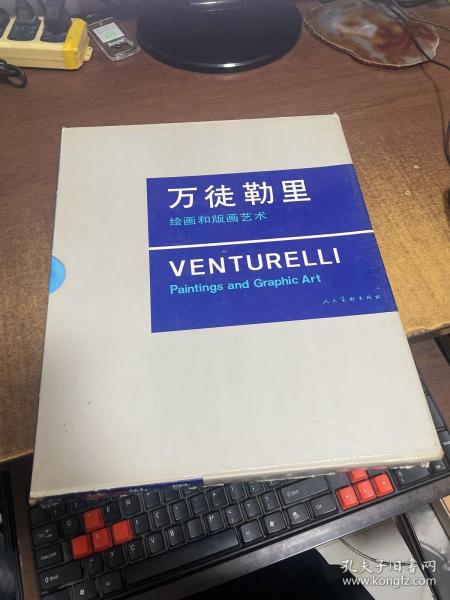 万徒勒里
绘画和版画艺术
VENTURELLI
Paintings and Graphic Art
人民美术出版社
孔夫子旧书网
www.kongfz.com